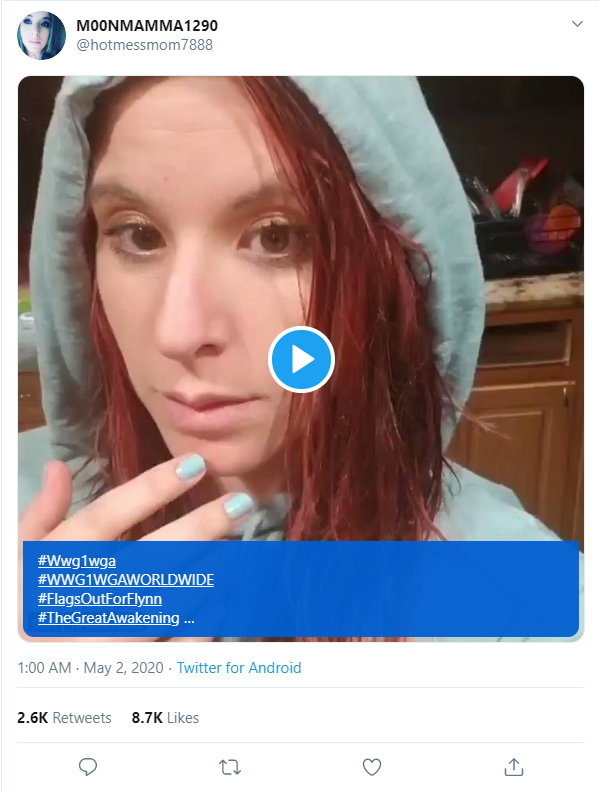 M00NMAMMA1290
@hotmessmom7888
#Wwg1wga
#WWG1WGAWORLDWIDE
#FlagsOutForFlynn
#TheGreatAwakening ...
1:00 AM · May 2, 2020 · Twitter for Android
2.6K Retweets 8.7K Likes